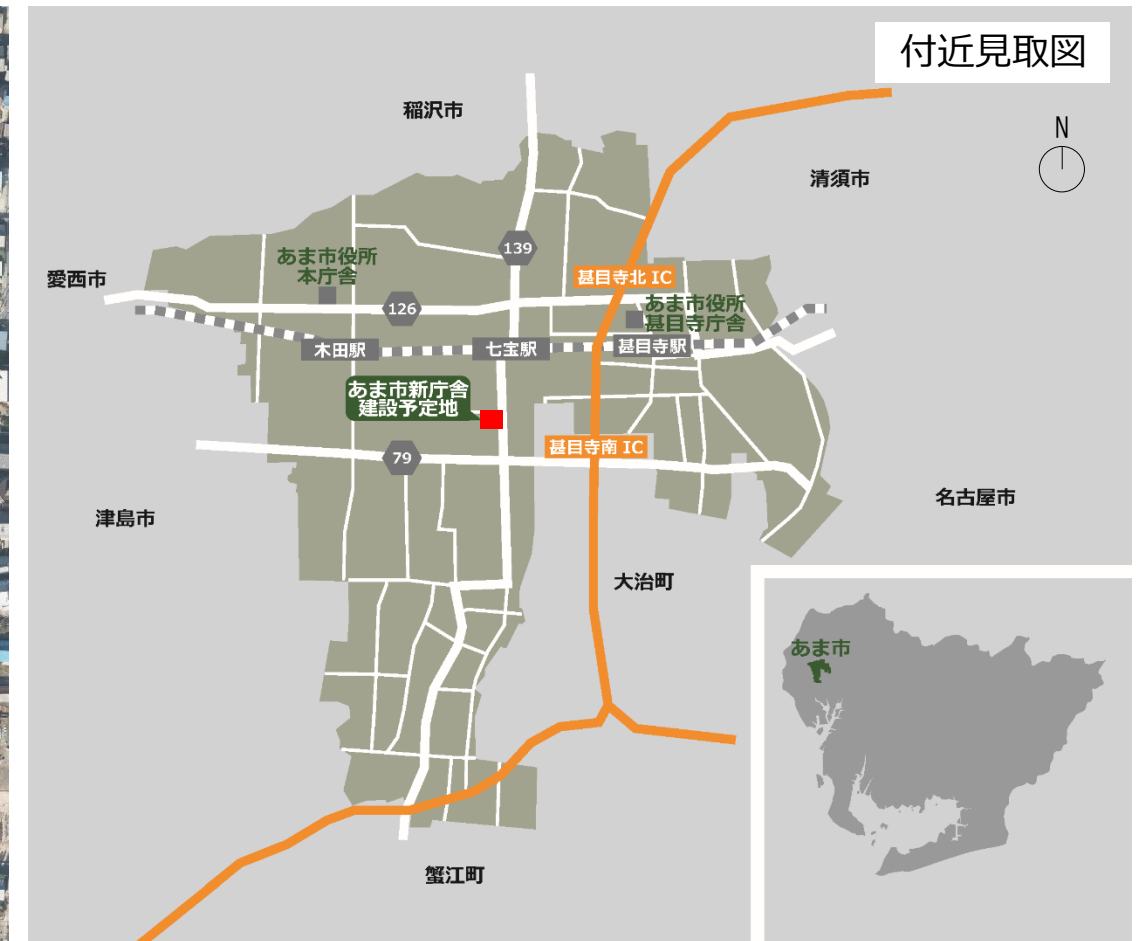 付近見取図
N
稲沢市
清須市
139
あま市役所
本庁舎
愛西市
甚目寺北 IC
126
あま市役所
甚目寺庁舎
木田駅
七宝駅
甚目寺駅
あま市新庁舎
建設予定地
甚目寺南 IC
79
津島市
名古屋市
大治町
あま市
蟹江町